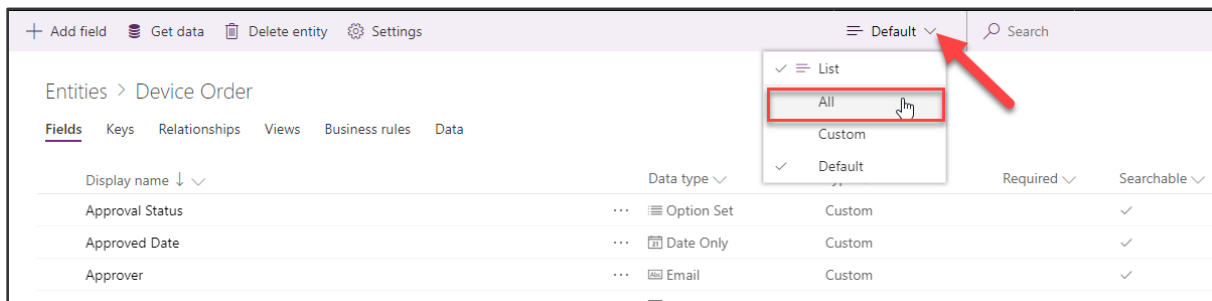 Add field Get data Delete entity Settings Default Search
List
All
Custom
Default
Entities > Device Order
Fields Keys Relationships Views Business rules Data
Display name Data type Required Searchable
Approval Status Option Set Custom
Approved Date Date Only Custom
Approver Email Custom